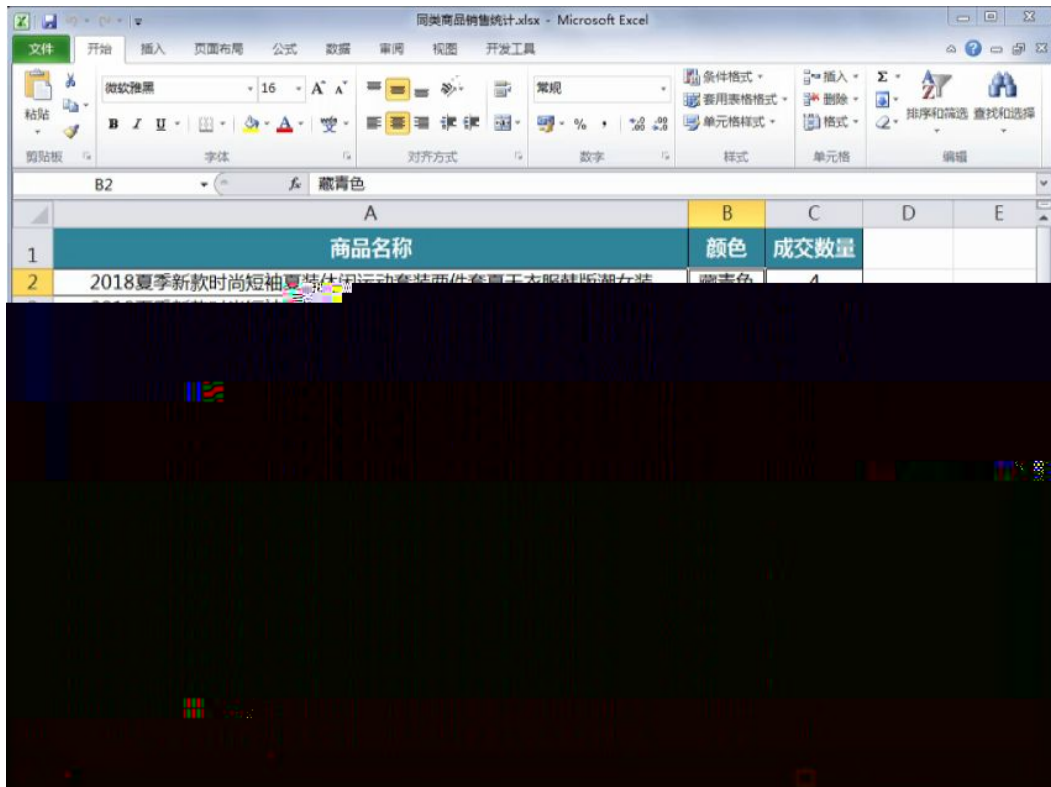 同类商品销售统计.xlsx - Microsoft Excel
文件 开始 插入 页面布局 公式 数据 审阅 视图 开发工具
微软雅黑 16 A A 常规 条件格式 插入 Σ
粘贴 套用表格格式 删除 排序和筛选 查找和选择
B I U A % , 单元格样式 格式
剪贴板 字体 对齐方式 数字 样式 单元格 编辑
B2 fx 藏青色
A B C D E
1 商品名称 颜色 成交数量
2 2018夏季新款时尚短袖夏装休闲运动套装两件套夏天衣服韩版潮女装 藏青色 4